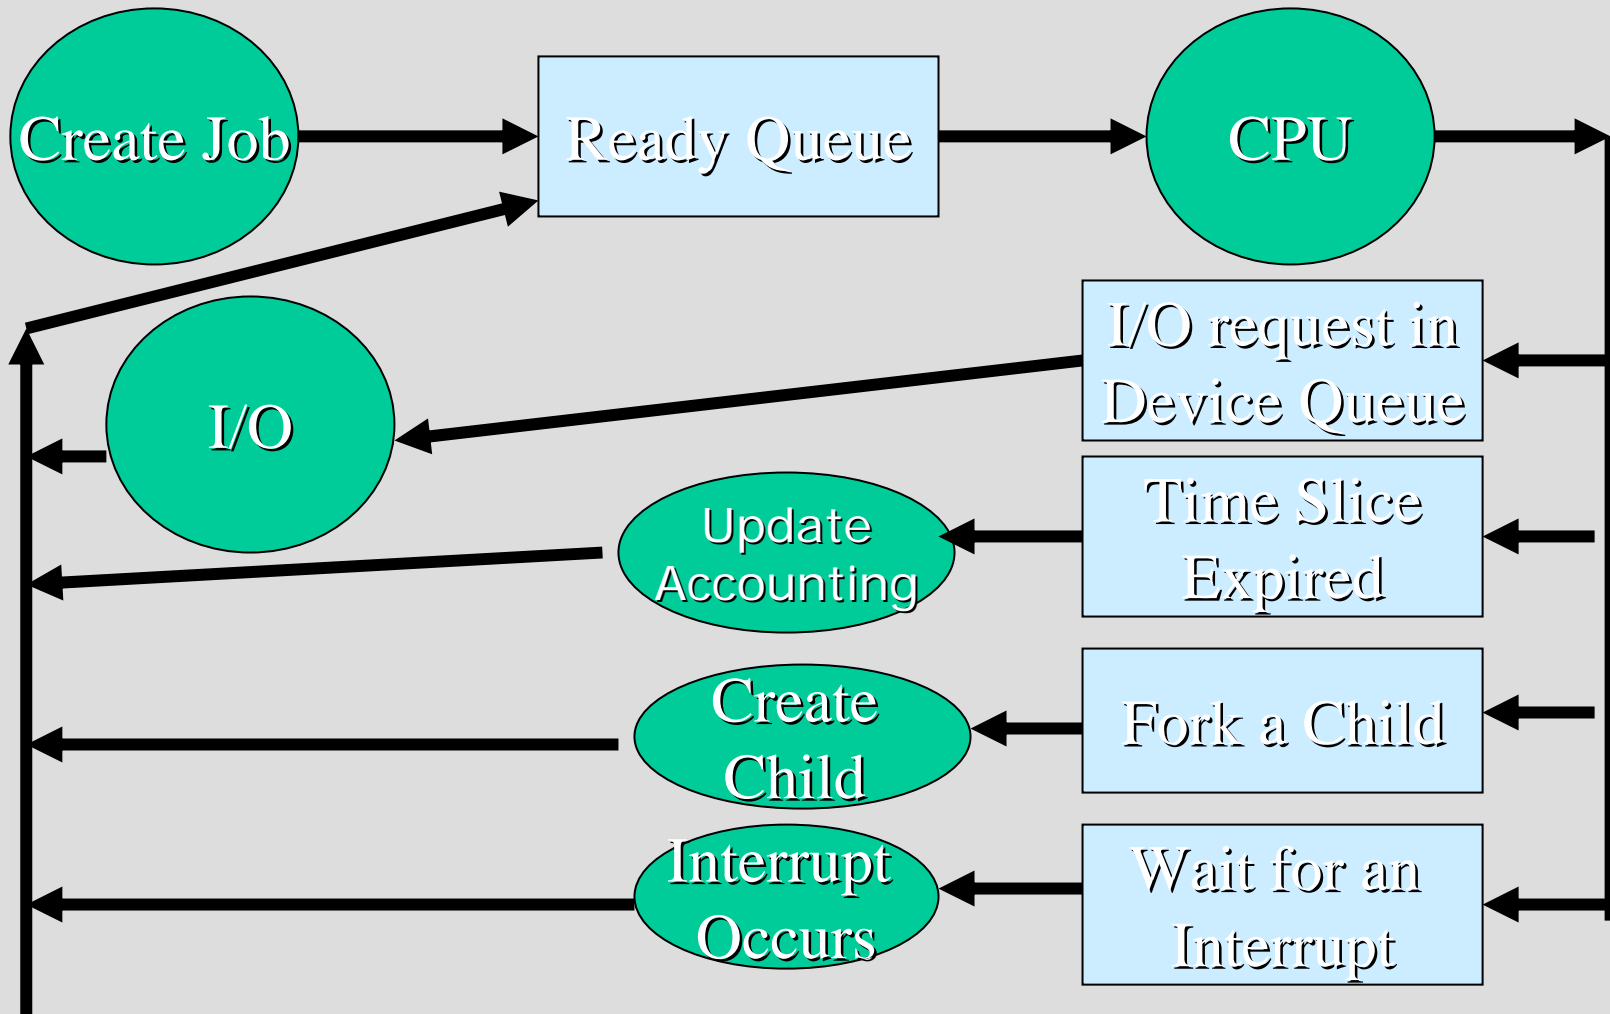 Create Job
Ready Queue
CPU
I/O request in
Device Queue
I/O
Time Slice
Expired
Update
Accounting
Fork a Child
Create
Child
Wait for an
Interrupt
Interrupt
Occurs